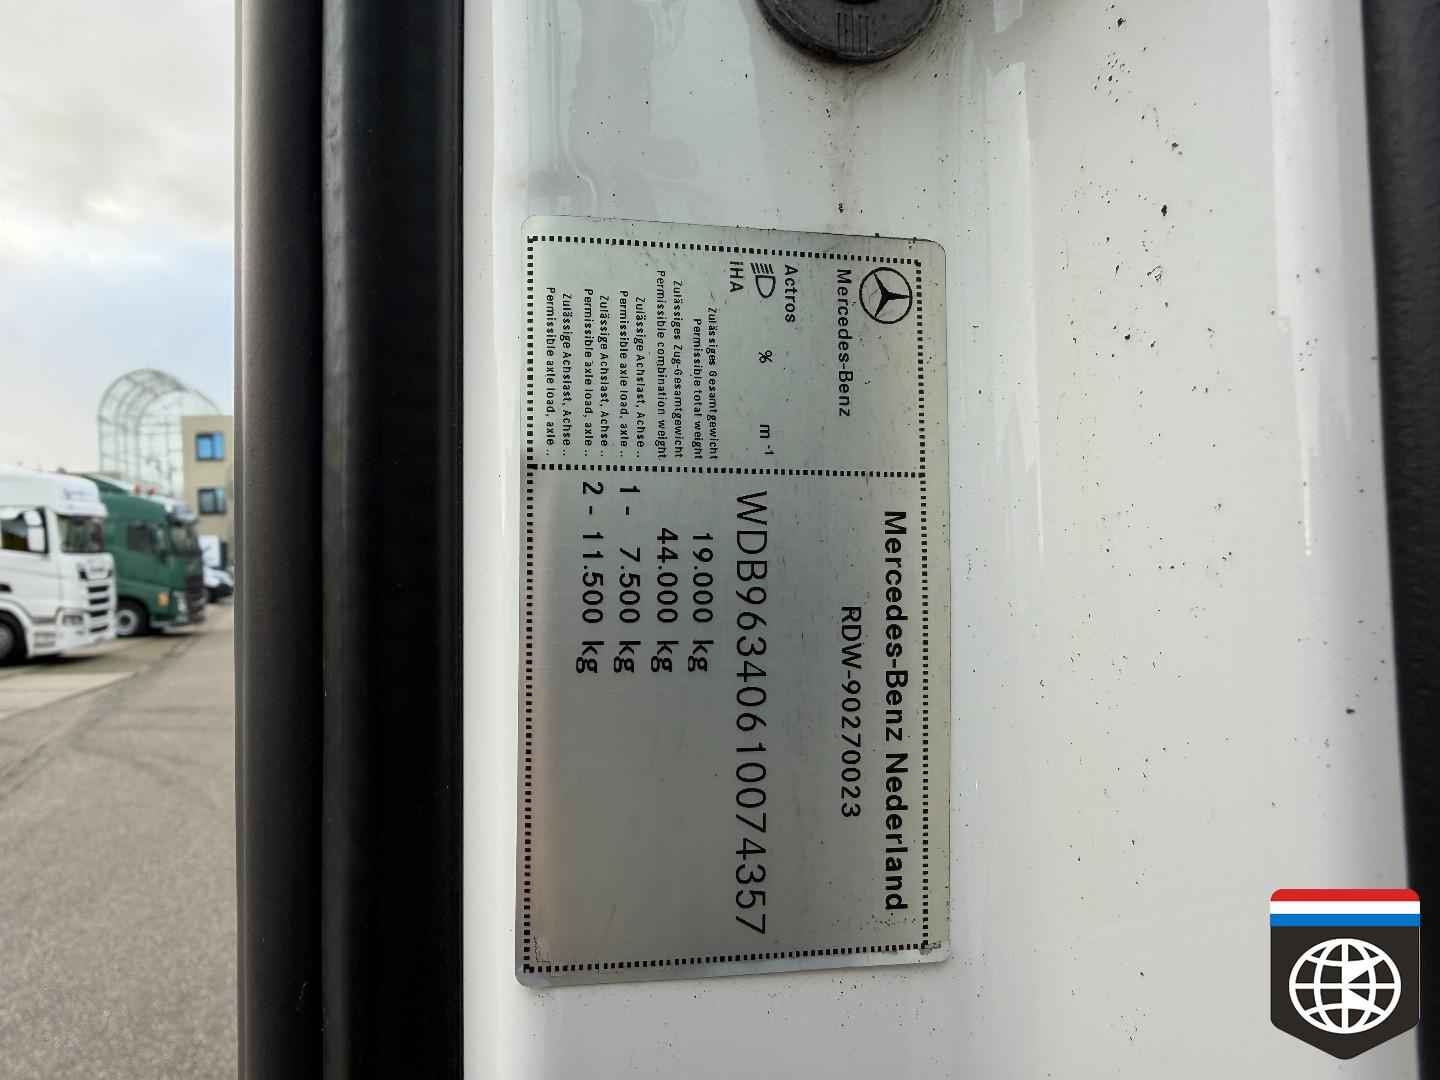 Mercedes-Benz
Mercedes-Benz Nederland
RDW-90270023
Actros
% m⁻¹
iHA
WDB96340610074357
Zulässiges Gesamtgewicht
Permissible total weight
19.000 kg
Zulässiges Zug-Gesamtgewicht
Permissible combination weight
44.000 kg
Zulässige Achslast, Achse ..
Permissible axle load, axle ..
1 - 7.500 kg
Zulässige Achslast, Achse ..
Permissible axle load, axle ..
2 - 11.500 kg
Zulässige Achslast, Achse ..
Permissible axle load, axle ..